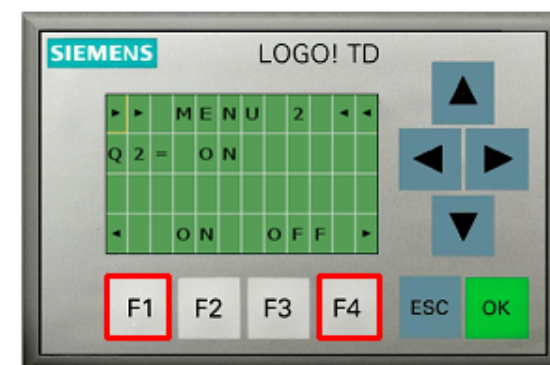 SIEMENS LOGO! TD
►► MENU 2 ◄◄
Q2= ON
◄ ON OFF ►
F1 F2 F3 F4 ESC OK